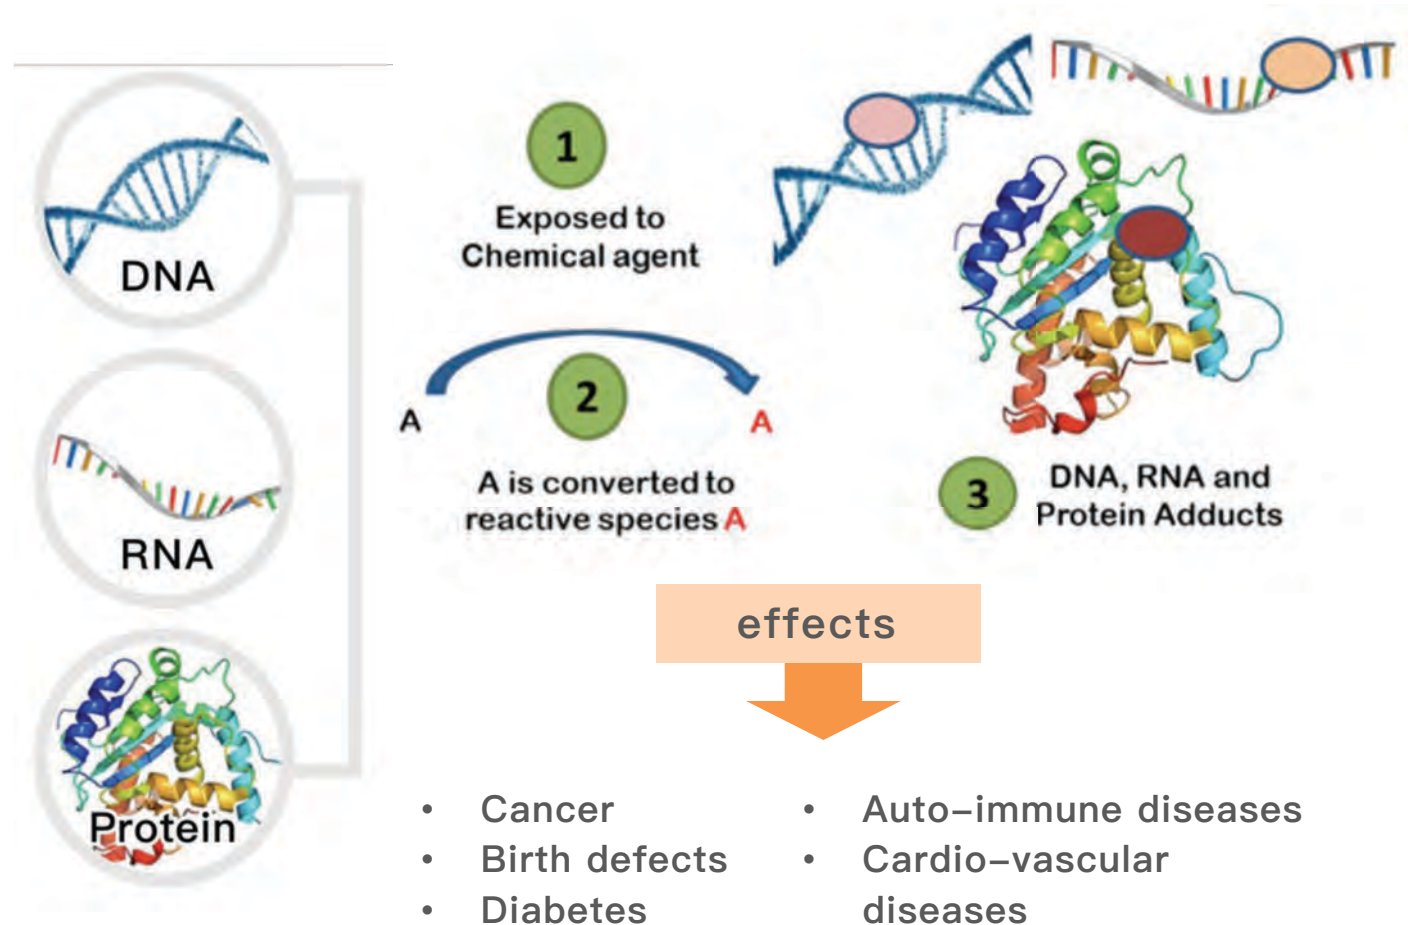 DNA
RNA
Protein
1
Exposed to
Chemical agent
2
A
A
A is converted to
reactive species A
3
DNA, RNA and
Protein Adducts
effects
• Cancer
• Birth defects
• Diabetes
• Auto–immune diseases
• Cardio–vascular
diseases